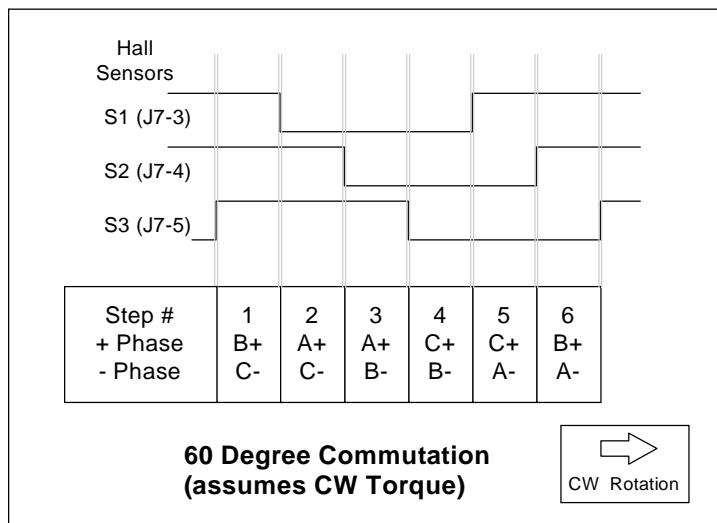 Hall
Sensors
S1 (J7-3)
S2 (J7-4)
S3 (J7-5)
Step # 1 2 3 4 5 6
+ Phase B+ A+ A+ C+ C+ B+
- Phase C- C- B- B- A- A-
60 Degree Commutation
(assumes CW Torque)
CW Rotation